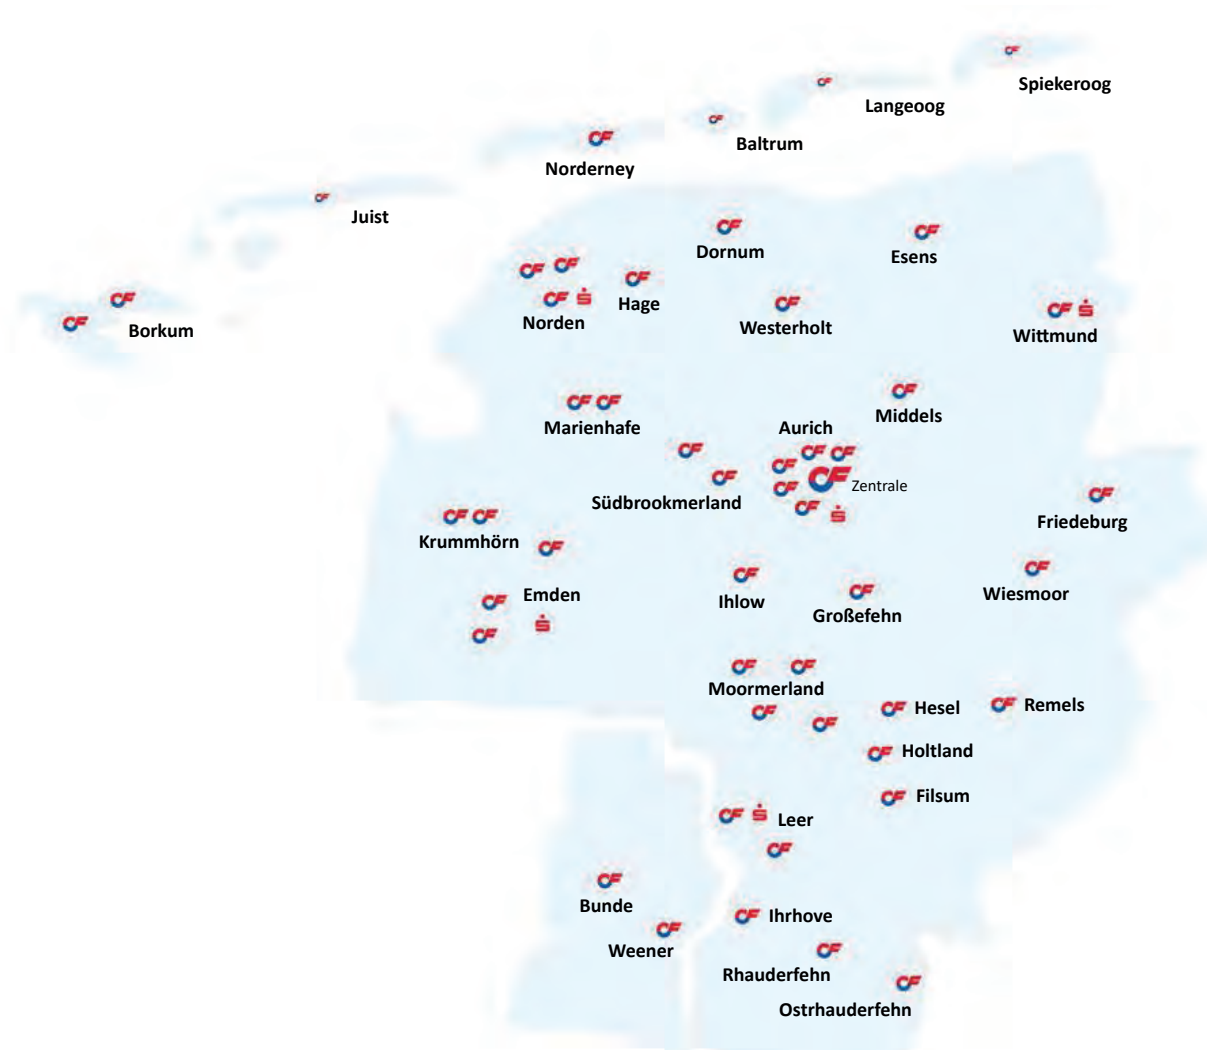 Spiekeroog
Langeoog
Baltrum
Norderney
Juist
Dornum
Esens
Hage
Norden
Borkum
Westerholt
Wittmund
Middels
Marienhafe
Aurich
Zentrale
Südbrookmerland
Friedeburg
Krummhörn
Emden
Ihlow
Großefehn
Wiesmoor
Moormerland
Hesel
Remels
Holtland
Filsum
Leer
Bunde
Ihrhove
Weener
Rhauderfehn
Ostrhauderfehn